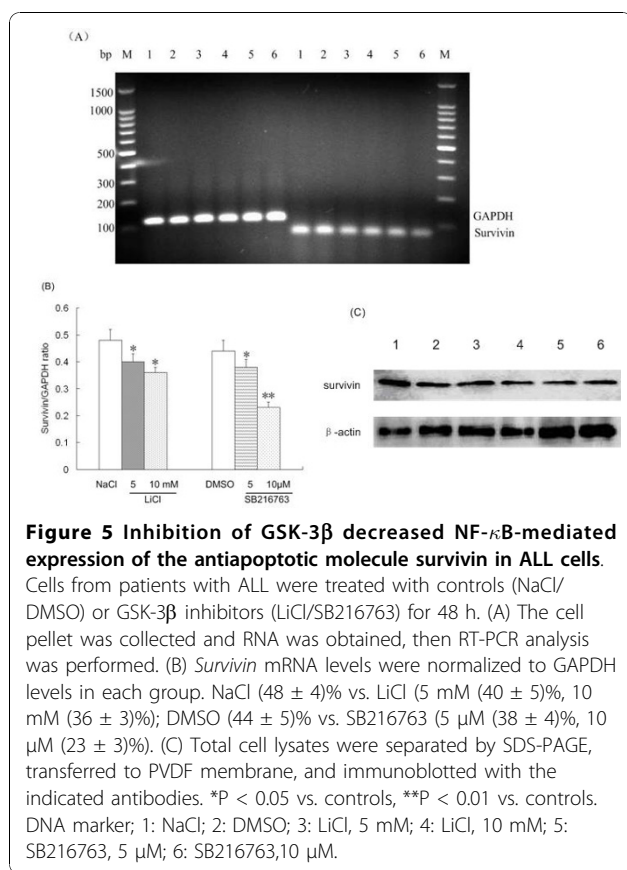 (A)
bp M 1 2 3 4 5 6 1 2 3 4 5 6 M
1500
1000
500
300
200
100
GAPDH
Survivin
(B)
Survivin/GAPDH ratio
0.6
0.5
0.4
0.3
0.2
0.1
0
* * * **
NaCl 5 10 mM DMSO 5 10μM
LiCl SB216763
(C)
1 2 3 4 5 6
survivin
β-actin
Figure 5 Inhibition of GSK-3β decreased NF-κB-mediated
expression of the antiapoptotic molecule survivin in ALL cells.
Cells from patients with ALL were treated with controls (NaCl/
DMSO) or GSK-3β inhibitors (LiCl/SB216763) for 48 h. (A) The cell
pellet was collected and RNA was obtained, then RT-PCR analysis
was performed. (B) Survivin mRNA levels were normalized to GAPDH
levels in each group. NaCl (48 ± 4)% vs. LiCl (5 mM (40 ± 5)%, 10
mM (36 ± 3)%); DMSO (44 ± 5)% vs. SB216763 (5 μM (38 ± 4)%, 10
μM (23 ± 3)%). (C) Total cell lysates were separated by SDS-PAGE,
transferred to PVDF membrane, and immunoblotted with the
indicated antibodies. *P < 0.05 vs. controls, **P < 0.01 vs. controls.
DNA marker; 1: NaCl; 2: DMSO; 3: LiCl, 5 mM; 4: LiCl, 10 mM; 5:
SB216763, 5 μM; 6: SB216763,10 μM.